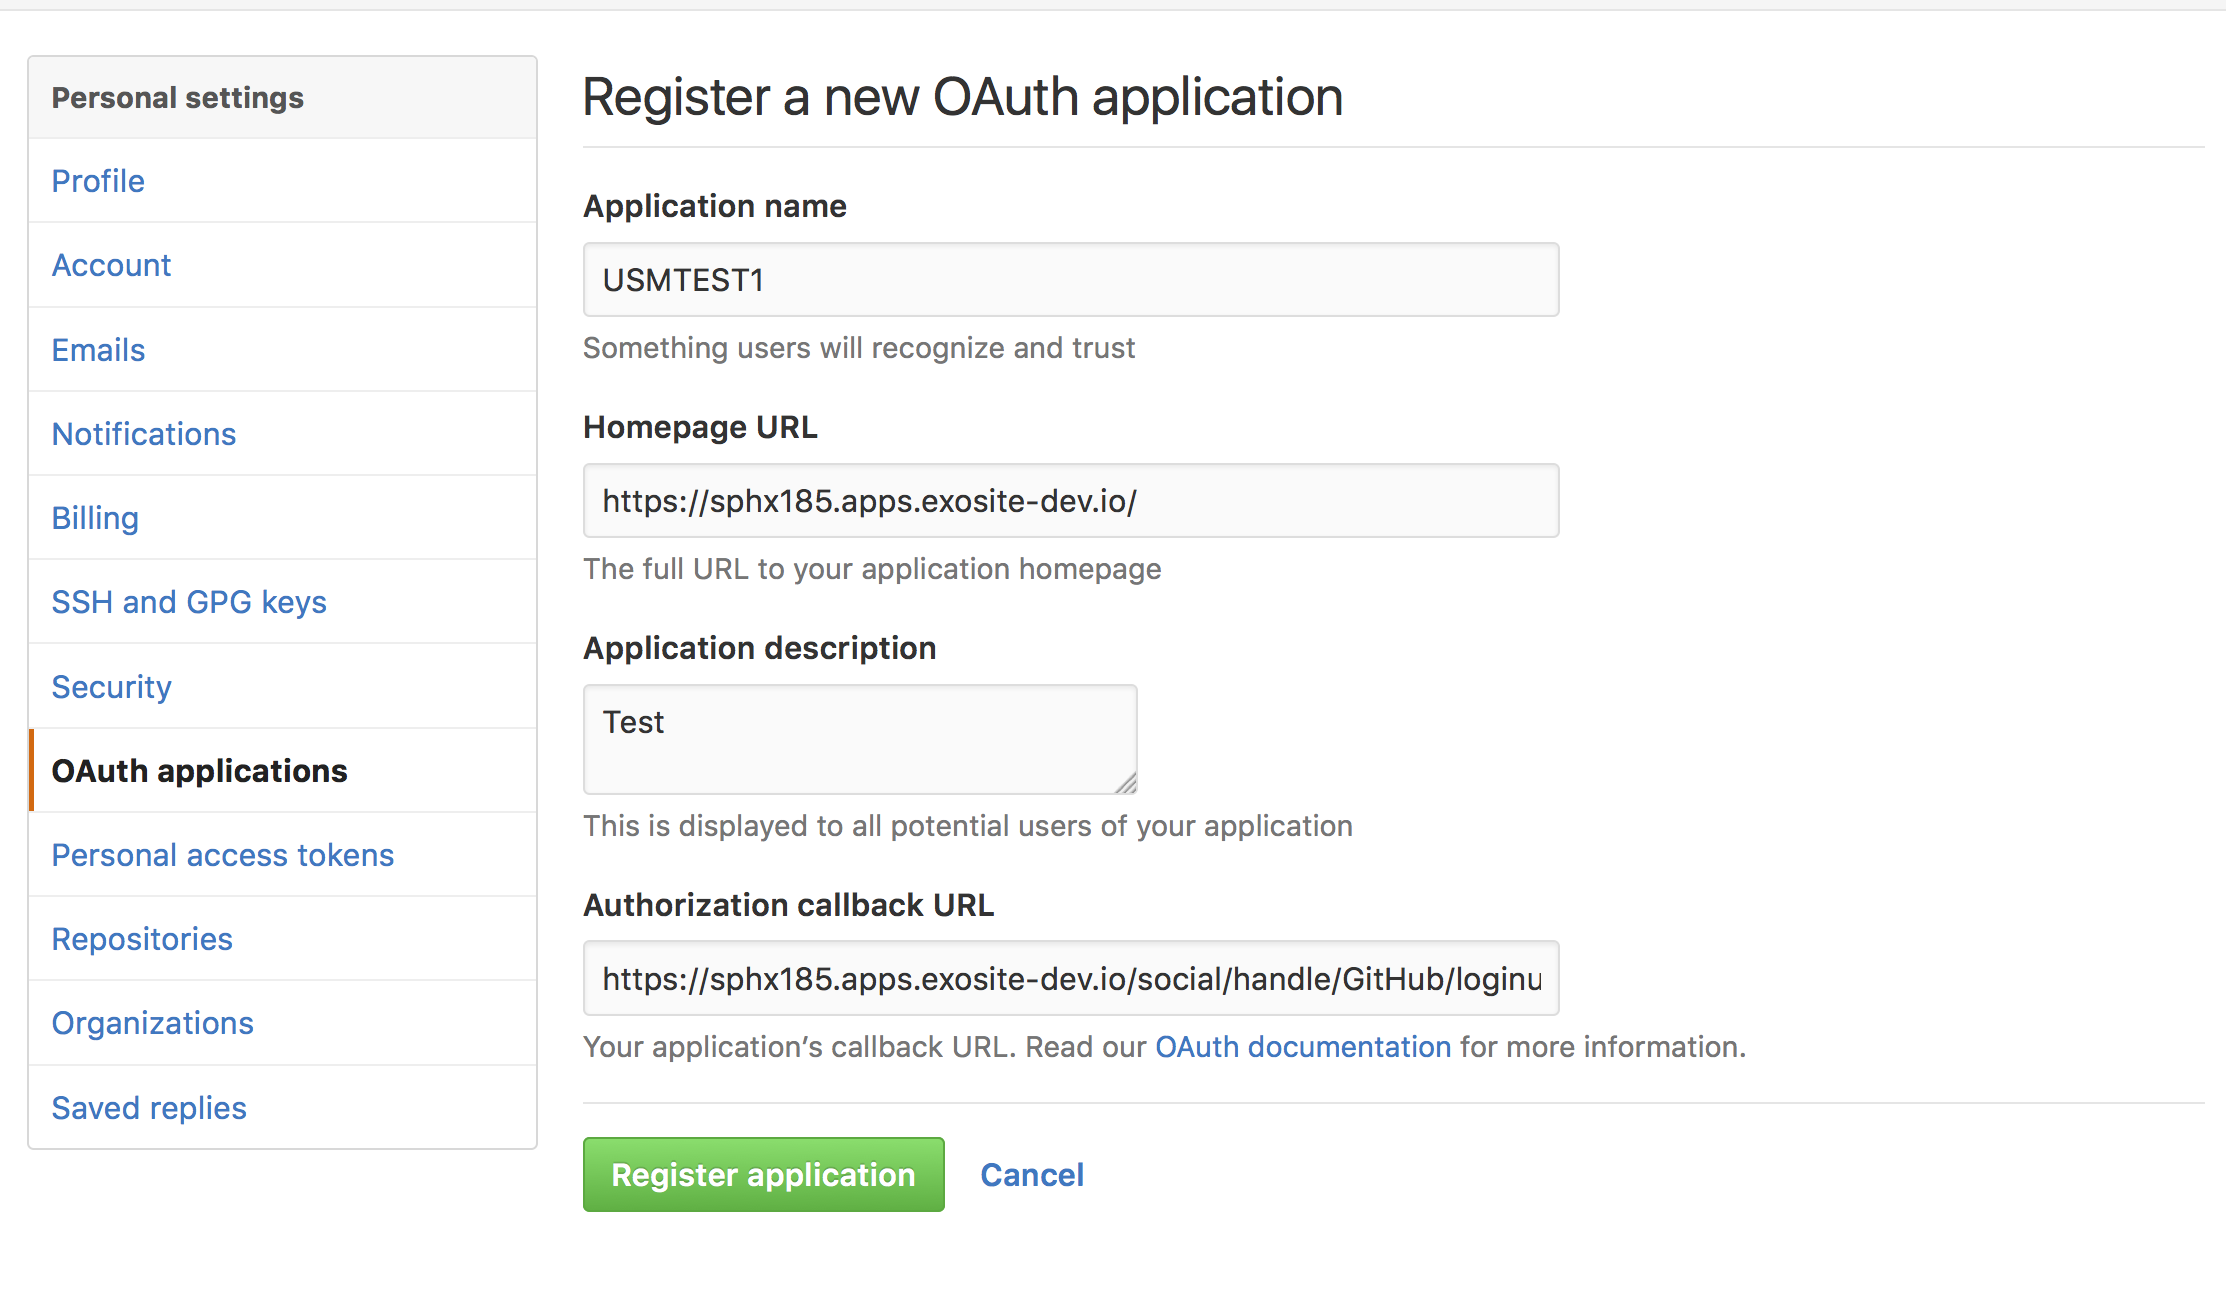 Personal settings
Profile
Account
Emails
Notifications
Billing
SSH and GPG keys
Security
OAuth applications
Personal access tokens
Repositories
Organizations
Saved replies
Register a new OAuth application
Application name
USMTEST1
Something users will recognize and trust
Homepage URL
https://sphx185.apps.exosite-dev.io/
The full URL to your application homepage
Application description
Test
This is displayed to all potential users of your application
Authorization callback URL
https://sphx185.apps.exosite-dev.io/social/handle/GitHub/loginu
Your application’s callback URL. Read our OAuth documentation for more information.
Register application
Cancel